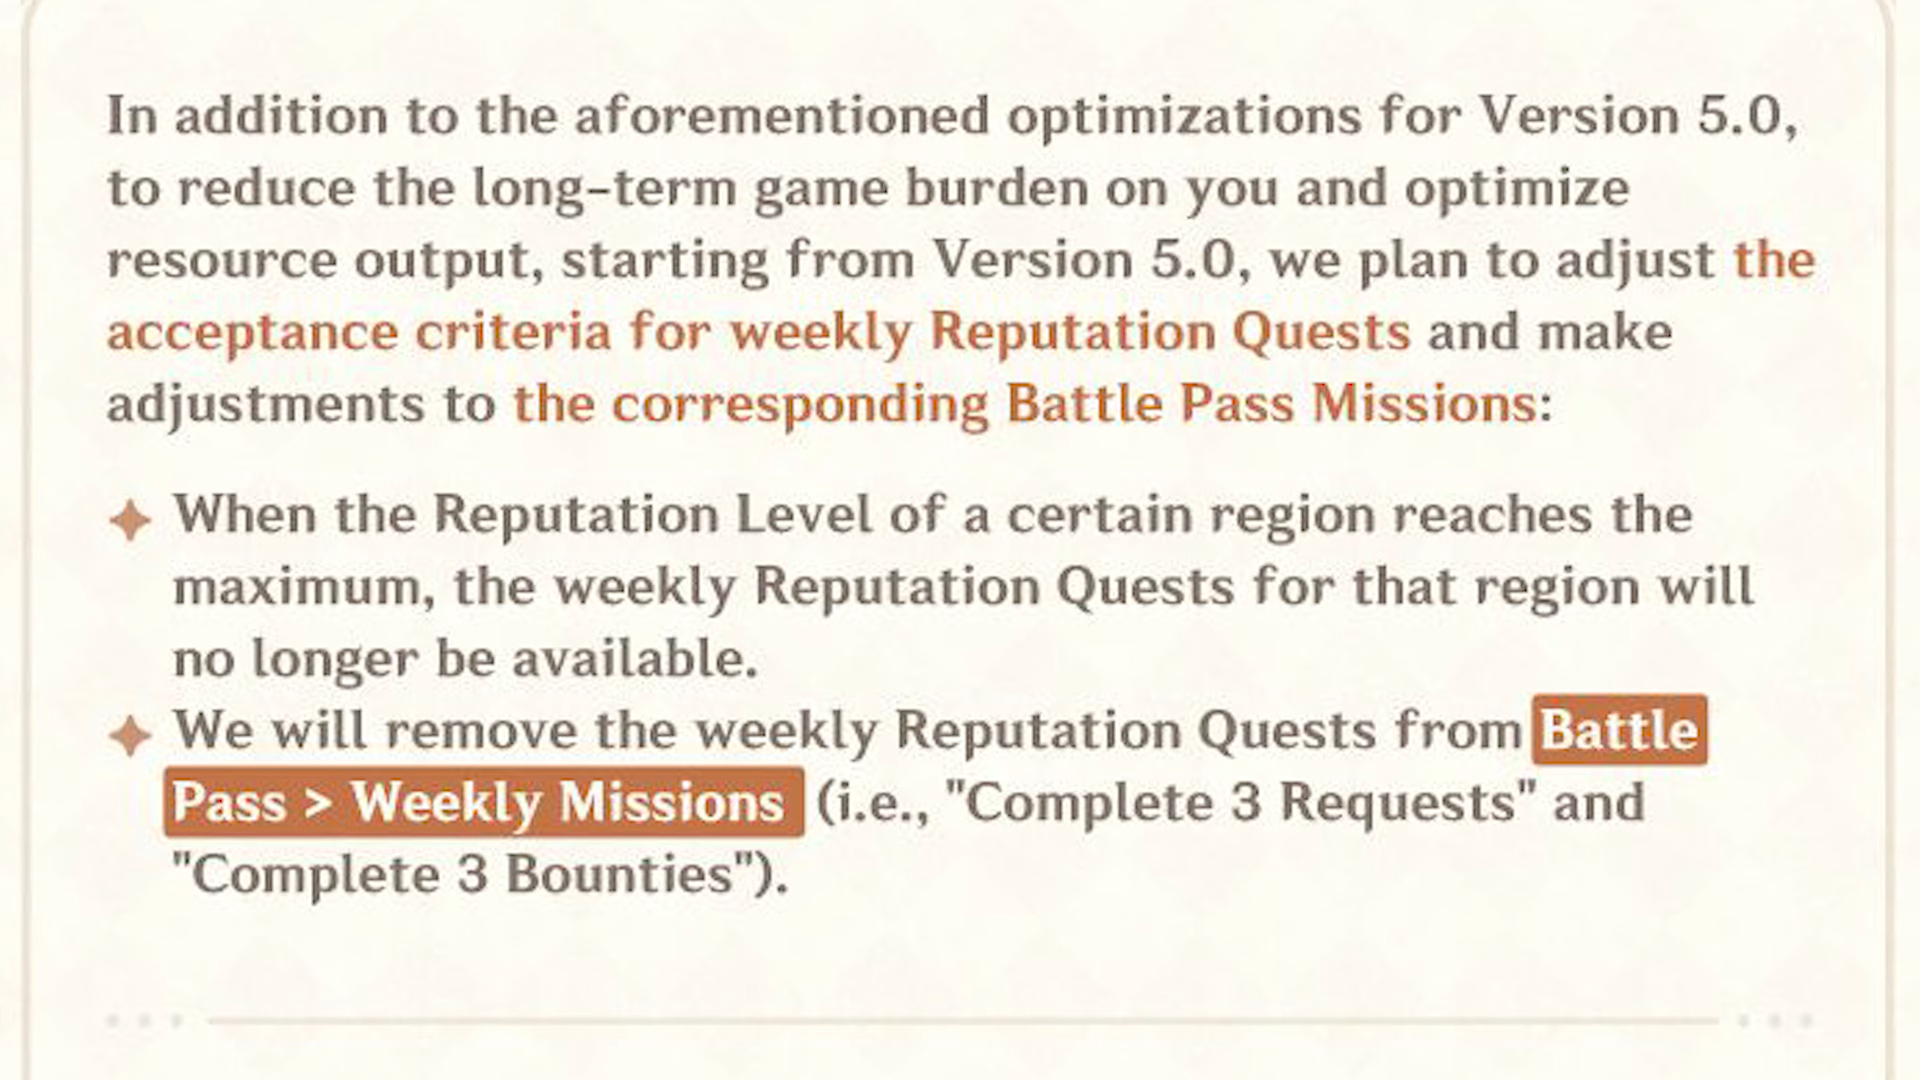 In addition to the aforementioned optimizations for Version 5.0,
to reduce the long-term game burden on you and optimize
resource output, starting from Version 5.0, we plan to adjust the
acceptance criteria for weekly Reputation Quests and make
adjustments to the corresponding Battle Pass Missions:
When the Reputation Level of a certain region reaches the
maximum, the weekly Reputation Quests for that region will
no longer be available.
We will remove the weekly Reputation Quests from Battle
Pass > Weekly Missions (i.e., "Complete 3 Requests" and
"Complete 3 Bounties").